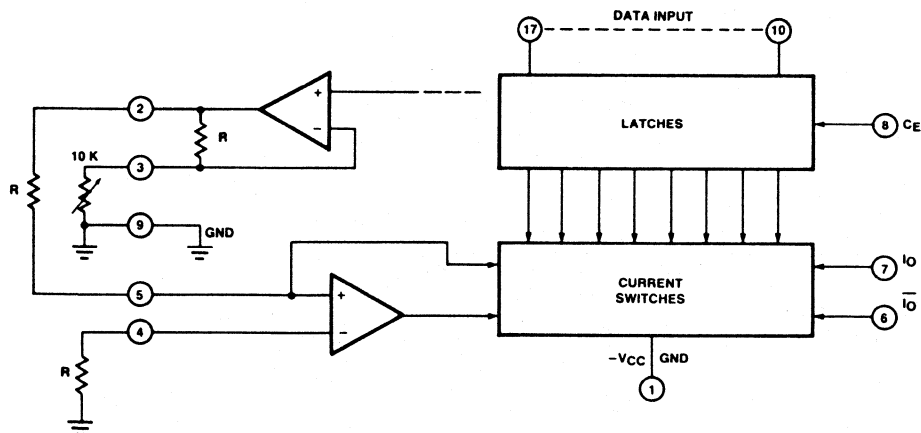 DATA INPUT
17 10
2
+
−
R
LATCHES
8 CE
10 K
3
R
9
GND
5
+
CURRENT
SWITCHES
7 IO
4
−
6 IO
R
−VCC GND
1